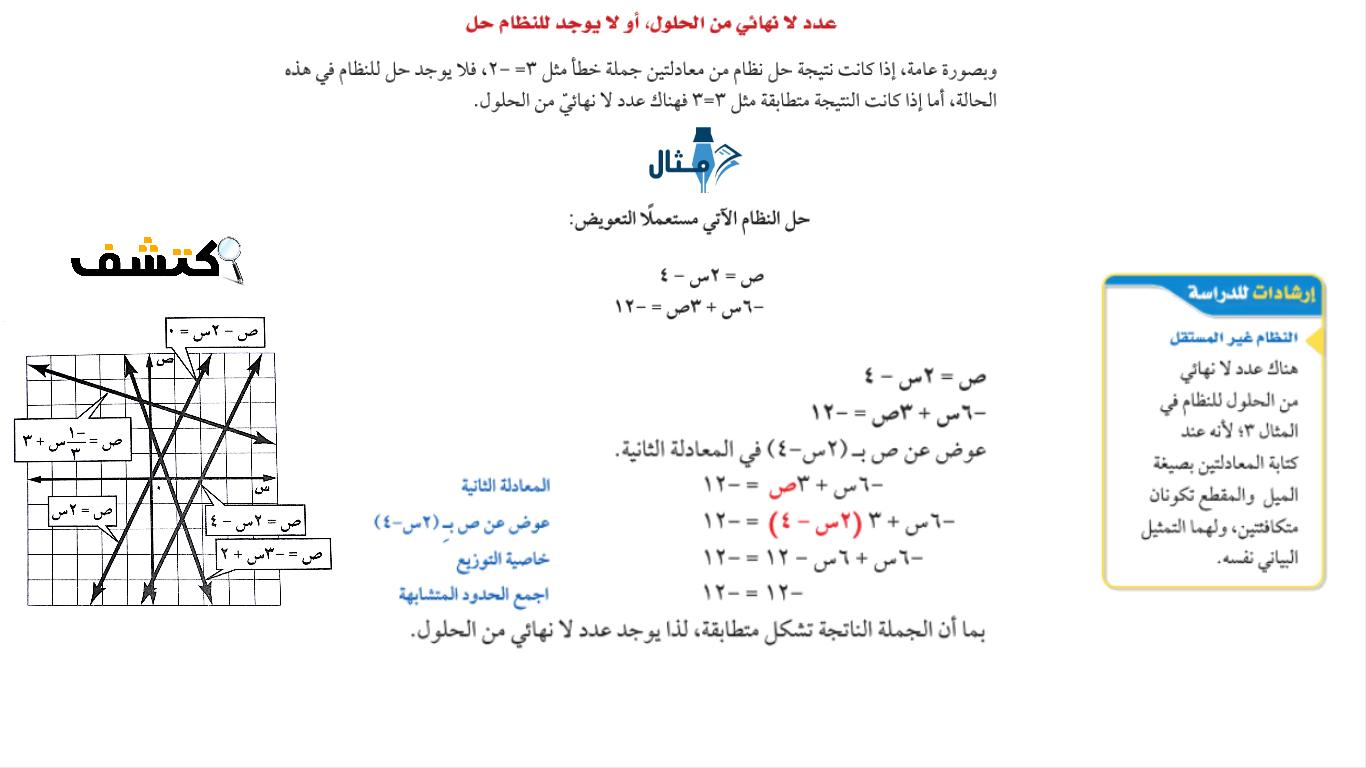 عدد لا نهائي من الحلول، أو لا يوجد للنظام حل
وبصورة عامة، إذا كانت نتيجة حل نظام من معادلتين جملة خطأ مثل ٣= −٢، فلا يوجد حل للنظام في هذه
الحالة، أما إذا كانت النتيجة متطابقة مثل ٣=٣ فهناك عدد لا نهائيّ من الحلول.
مثال
حل النظام الآتي مستعملًا التعويض:
ص = ٢س − ٤
−٦س + ٣ص = −١٢
ص = ٢س − ٤
−٦س + ٣ص = −١٢
عوض عن ص بـ (٢س−٤) في المعادلة الثانية.
−٦س + ٣ص = −١٢ المعادلة الثانية
−٦س + ٣ (٢س − ٤) = −١٢ عوض عن ص بـِ (٢س−٤)
−٦س + ٦س − ١٢ = −١٢ خاصية التوزيع
−١٢ = −١٢ اجمع الحدود المتشابهة
بما أن الجملة الناتجة تشكل متطابقة، لذا يوجد عدد لا نهائي من الحلول.
إرشادات للدراسة
النظام غير المستقل
هناك عدد لا نهائي
من الحلول للنظام في
المثال ٣؛ لأنه عند
كتابة المعادلتين بصيغة
الميل والمقطع تكونان
متكافئتين، ولهما التمثيل
البياني نفسه.
كتشف
ص − ٢س = ٠
ص
ص = −١/٣ س + ٣
س
٠
ص = ٢س
ص = ٢س − ٤
ص = −٣س + ٢